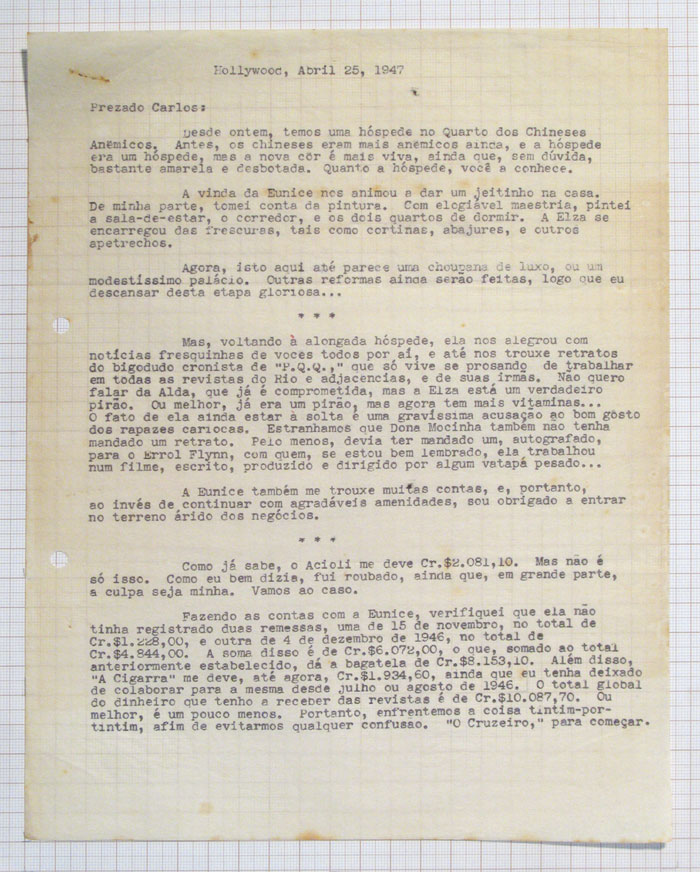 Hollywood, Abril 25, 1947
Prezado Carlos:
Desde ontem, temos uma hóspede no Quarto dos Chineses
Anêmicos. Antes, os chineses eram mais anêmicos ainda, e a hóspede
era um hóspede, mas a nova côr é mais viva, ainda que, sem dúvida,
bastante amarela e desbotada. Quanto a hóspede, você a conhece.
A vinda da Eunice nos animou a dar um jeitinho na casa.
De minha parte, tomei conta da pintura. Com elogiável maestria, pintei
a sala-de-estar, o corredor, e os dois quartos de dormir. A Elza se
encarregou das frescuras, tais como cortinas, abajures, e outros
apetrechos.
Agora, isto aqui até parece uma choupana de luxo, ou um
modestíssimo palácio. Outras reformas ainda serão feitas, logo que eu
descansar desta etapa gloriosa...
* * *
Mas, voltando à alongada hóspede, ela nos alegrou com
notícias fresquinhas de voces todos por aí, e até nos trouxe retratos
do bigodudo cronista de "P.Q.Q.," que só vive se prosando de trabalhar
em todas as revistas do Rio e adjacencias, e de suas irmas. Não quero
falar da Alda, que já é comprometida, mas a Elza está um verdadeiro
pirão. Ou melhor, já era um pirão, mas agora tem mais vitaminas...
O fato de ela ainda estar à solta é uma gravíssima acusação ao bom gôsto
dos rapazes cariocas. Estranhamos que Dona Mocinha também não tenha
mandado um retrato. Pelo menos, devia ter mandado um, autografado,
para o Errol Flynn, com quem, se estou bem lembrado, ela trabalhou
num filme, escrito, produzido e dirigido por algum vatapá pesado...
A Eunice também me trouxe muitas contas, e, portanto,
ao invés de continuar com agradáveis amenidades, sou obrigado a entrar
no terreno árido dos negócios.
* * *
Como já sabe, o Acioli me deve Cr.$2.081,10. Mas não é
só isso. Como eu bem dizia, fui roubado, ainda que, em grande parte,
a culpa seja minha. Vamos ao caso.
Fazendo as contas com a Eunice, verifiquei que ela não
tinha registrado duas remessas, uma de 15 de novembro, no total de
Cr.$1.228,00, e outra de 4 de dezembro de 1946, no total de
Cr.$4.844,00. A soma disso é de Cr.$6.072,00, o que, somado ao total
anteriormente estabelecido, dá a bagatela de Cr.$8.153,10. Além disso,
"A Cigarra" me deve, até agora, Cr.$1.934,60, ainda que eu tenha deixado
de colaborar para a mesma desde julho ou agosto de 1946. O total global
do dinheiro que tenho a receber das revistas é de Cr.$10.087,70. Ou
melhor, é um pouco menos. Portanto, enfrentemos a coisa tintim-por-
tintim, afim de evitarmos qualquer confusão. "O Cruzeiro," para começar.